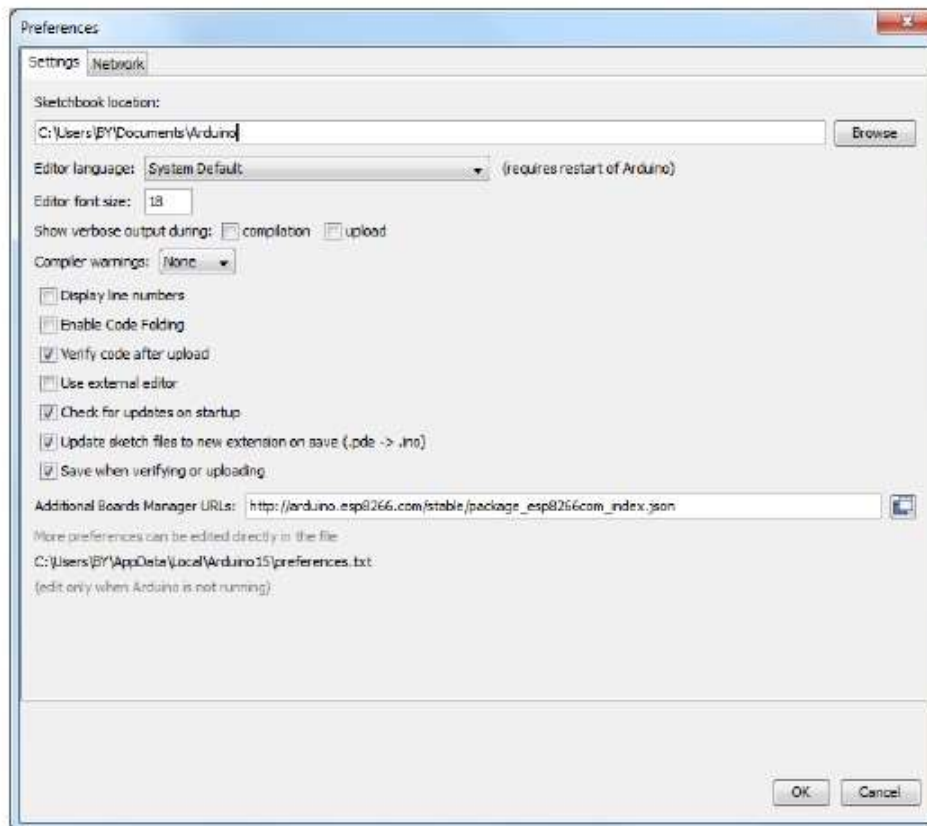 Preferences
Settings Network
Sketchbook location:
C:\Users\BY\Documents\Arduino Browse
Editor language: System Default (requires restart of Arduino)
Editor font size: 18
Show verbose output during: compilation upload
Compiler warnings: None
Display line numbers
Enable Code Folding
Verify code after upload
Use external editor
Check for updates on startup
Update sketch files to new extension on save (.pde -> .ino)
Save when verifying or uploading
Additional Boards Manager URLs: http://arduino.esp8266.com/stable/package_esp8266com_index.json
More preferences can be edited directly in the file
C:\Users\BY\AppData\Local\Arduino15\preferences.txt
(edit only when Arduino is not running)
OK Cancel